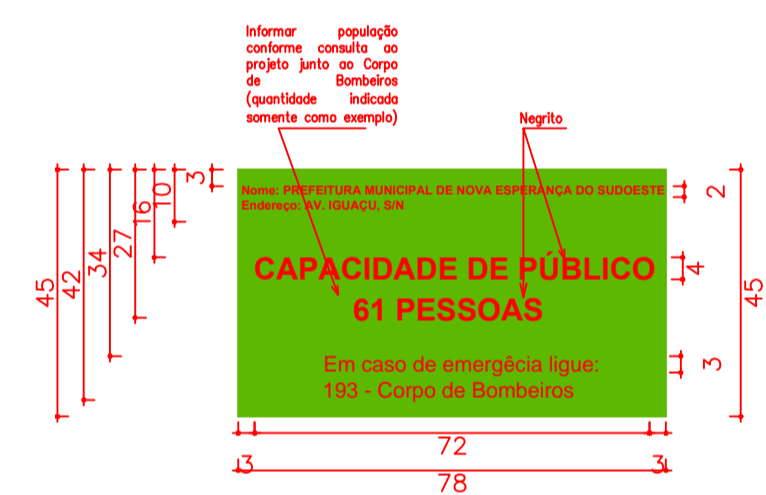 Informar população
conforme consulta ao
projeto junto ao Corpo
de Bombeiros
(quantidade indicada
somente como exemplo)
Negrito
Nome: PREFEITURA MUNICIPAL DE NOVA ESPERANÇA DO SUDOESTE
Endereço: AV. IGUAÇU, S/N
CAPACIDADE DE PÚBLICO
61 PESSOAS
Em caso de emergêcia ligue:
193 - Corpo de Bombeiros
45
42
34
27
16
10
3
2
4
3
45
72
3
3
78